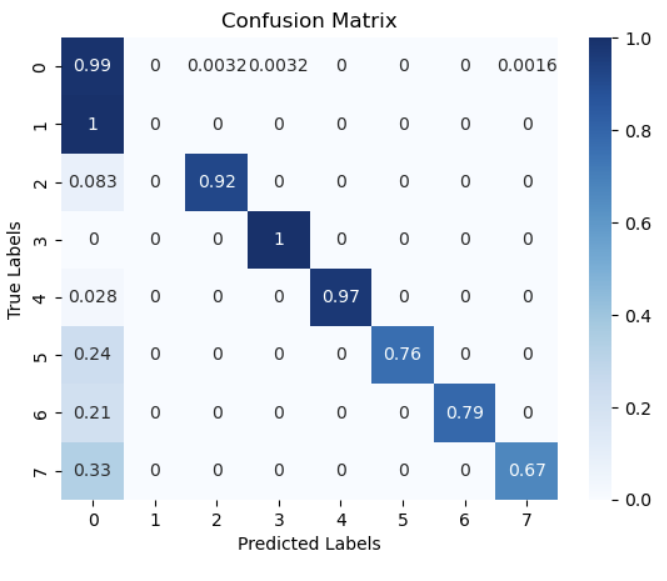 Confusion Matrix
True Labels
0 0.99 0 0.0032 0.0032 0 0 0 0.0016
1 1 0 0 0 0 0 0 0
2 0.083 0 0.92 0 0 0 0 0
3 0 0 0 1 0 0 0 0
4 0.028 0 0 0 0.97 0 0 0
5 0.24 0 0 0 0 0.76 0 0
6 0.21 0 0 0 0 0 0.79 0
7 0.33 0 0 0 0 0 0 0.67
0 1 2 3 4 5 6 7
Predicted Labels
1.0
0.8
0.6
0.4
0.2
0.0